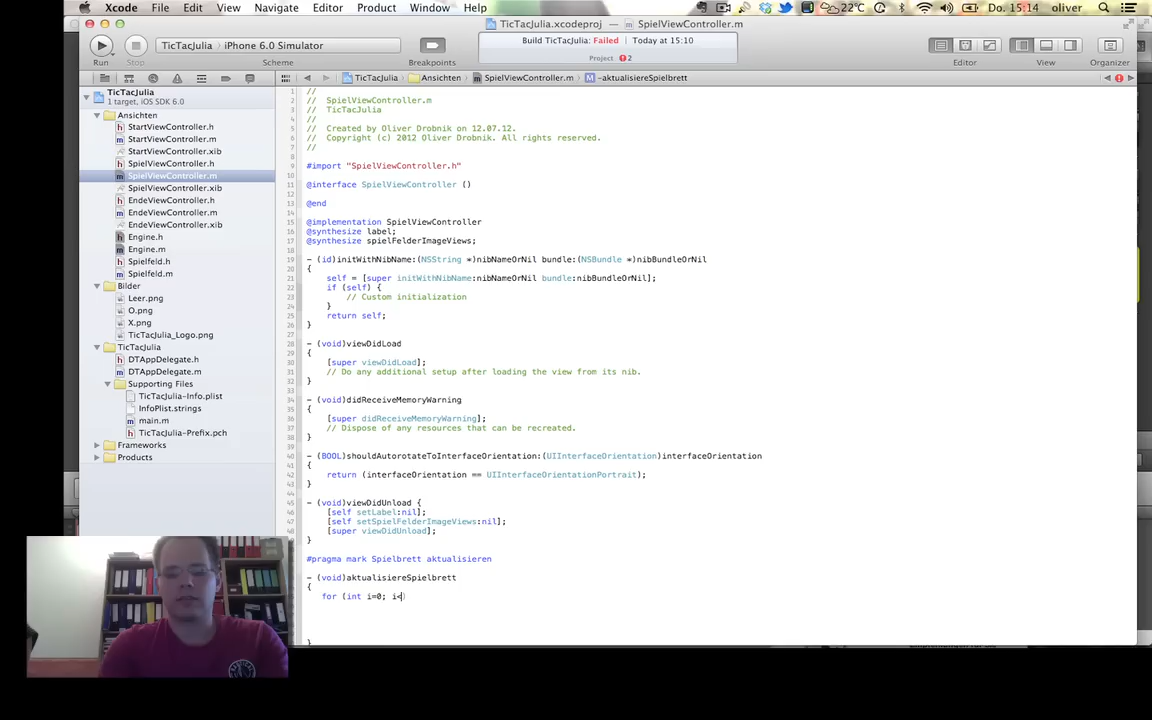 Xcode File Edit View Navigate Editor Product Window Help 22°C Do. 15:14 oliver
TicTacJulia.xcodeproj — SpielViewController.m
TicTacJulia iPhone 6.0 Simulator
Build TicTacJulia: Failed Today at 15:10
Project 2
Run Stop Scheme Breakpoints Editor View Organizer
TicTacJulia Ansichten SpielViewController.m -aktualisiereSpielbrett
TicTacJulia
1 target, iOS SDK 6.0
Ansichten
StartViewController.h
StartViewController.m
StartViewController.xib
SpielViewController.h
SpielViewController.m
SpielViewController.xib
EndeViewController.h
EndeViewController.m
EndeViewController.xib
Engine.h
Engine.m
Spielfeld.h
Spielfeld.m
Bilder
Leer.png
O.png
X.png
TicTacJulia_Logo.png
TicTacJulia
DTAppDelegate.h
DTAppDelegate.m
Supporting Files
TicTacJulia-Info.plist
InfoPlist.strings
main.m
TicTacJulia-Prefix.pch
Frameworks
Products
//
// SpielViewController.m
// TicTacJulia
//
// Created by Oliver Drobnik on 12.07.12.
// Copyright (c) 2012 Oliver Drobnik. All rights reserved.
//
#import "SpielViewController.h"
@interface SpielViewController ()
@end
@implementation SpielViewController
@synthesize label;
@synthesize spielFelderImageViews;
- (id)initWithNibName:(NSString *)nibNameOrNil bundle:(NSBundle *)nibBundleOrNil
{
self = [super initWithNibName:nibNameOrNil bundle:nibBundleOrNil];
if (self) {
// Custom initialization
}
return self;
}
- (void)viewDidLoad
{
[super viewDidLoad];
// Do any additional setup after loading the view from its nib.
}
- (void)didReceiveMemoryWarning
{
[super didReceiveMemoryWarning];
// Dispose of any resources that can be recreated.
}
- (BOOL)shouldAutorotateToInterfaceOrientation:(UIInterfaceOrientation)interfaceOrientation
{
return (interfaceOrientation == UIInterfaceOrientationPortrait);
}
- (void)viewDidUnload {
[self setLabel:nil];
[self setSpielFelderImageViews:nil];
[super viewDidUnload];
}
#pragma mark Spielbrett aktualisieren
- (void)aktualisiereSpielbrett
{
for (int i=0; i<)
}